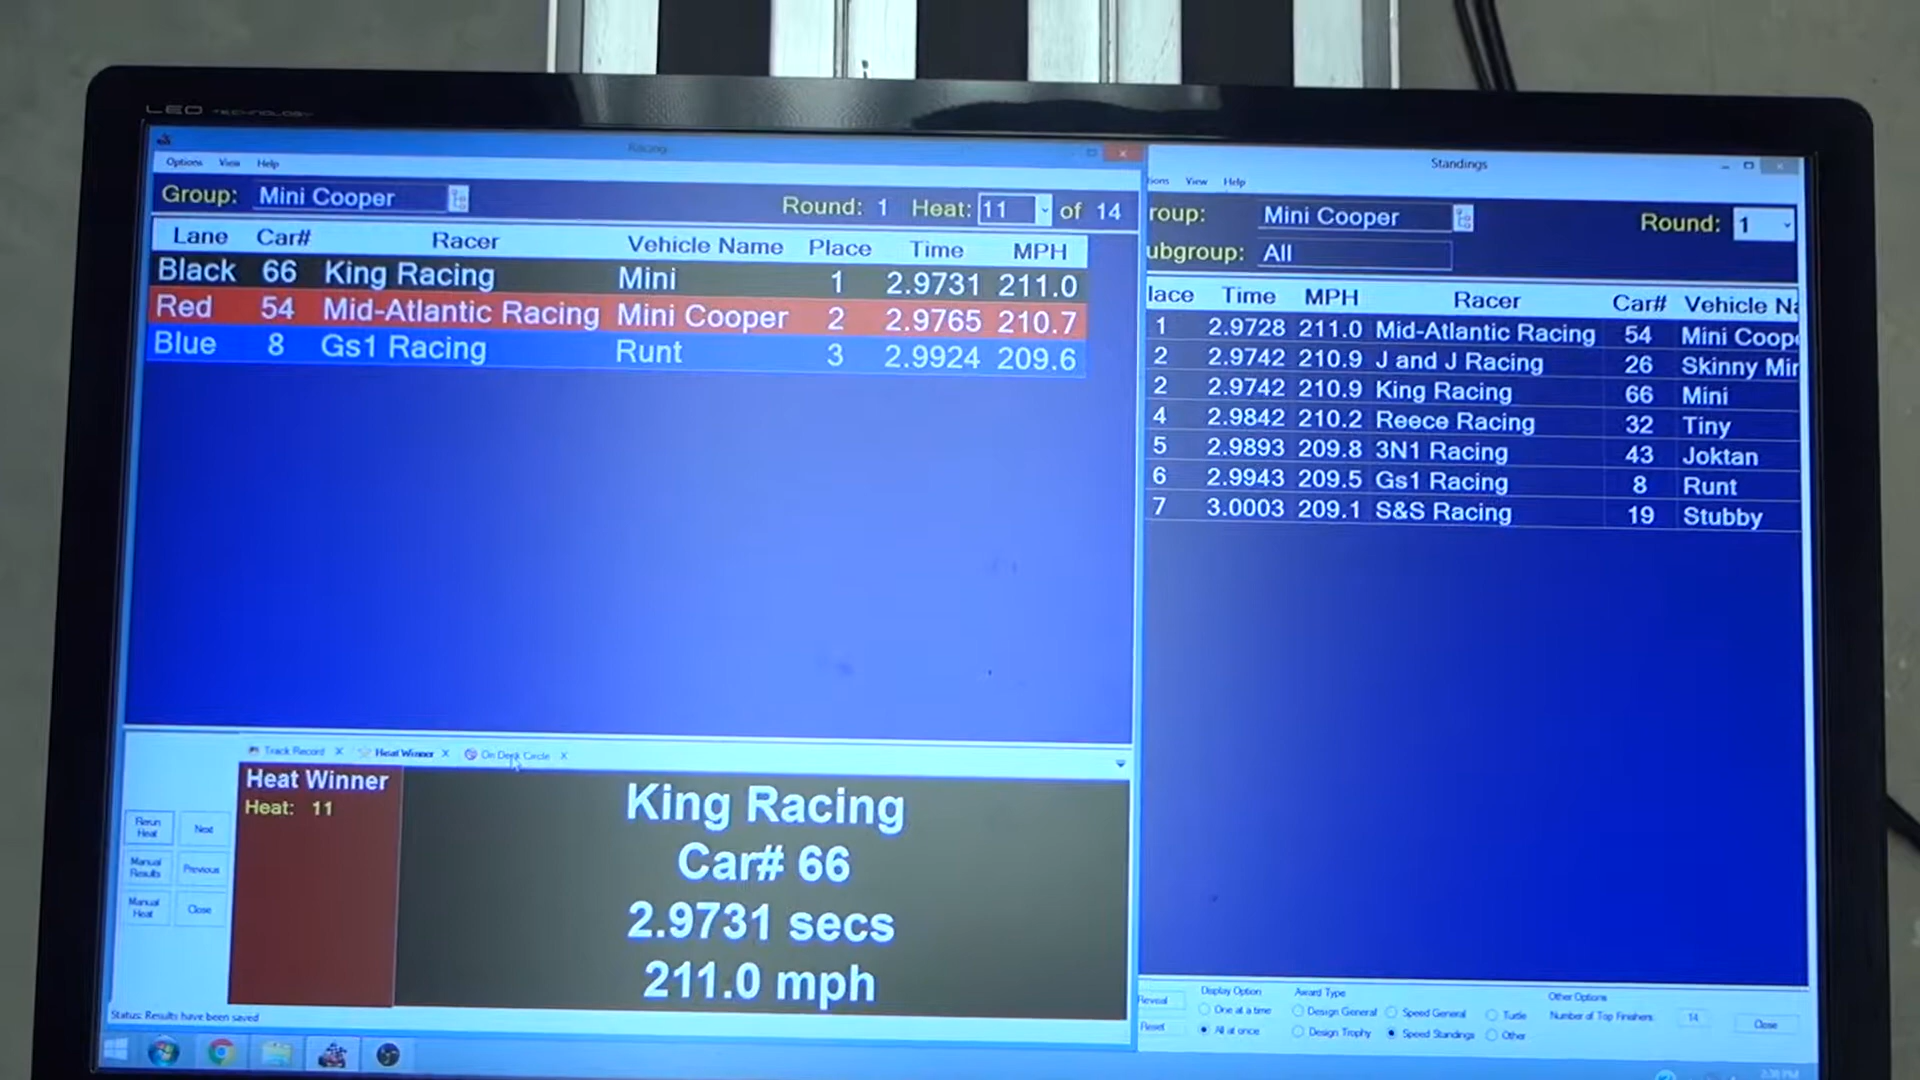 LED TECHNOLOGY
Racing
Options View Help
Group: Mini Cooper
Round: 1 Heat: 11 of 14
Lane Car# Racer Vehicle Name Place Time MPH
Black 66 King Racing Mini 1 2.9731 211.0
Red 54 Mid-Atlantic Racing Mini Cooper 2 2.9765 210.7
Blue 8 Gs1 Racing Runt 3 2.9924 209.6
Track Record Heat Winner On Deck Circle
Heat Winner
Heat: 11
King Racing
Car# 66
2.9731 secs
211.0 mph
Rerun Heat Next
Manual Results Previous
Manual Heat Close
Status: Results have been saved
Standings
ions View Help
roup: Mini Cooper
Round: 1
ubgroup: All
lace Time MPH Racer Car# Vehicle Na
1 2.9728 211.0 Mid-Atlantic Racing 54 Mini Coope
2 2.9742 210.9 J and J Racing 26 Skinny Min
2 2.9742 210.9 King Racing 66 Mini
4 2.9842 210.2 Reece Racing 32 Tiny
5 2.9893 209.8 3N1 Racing 43 Joktan
6 2.9943 209.5 Gs1 Racing 8 Runt
7 3.0003 209.1 S&S Racing 19 Stubby
Reveal
Reset
Display Option
One at a time
All at once
Award Type
Design General Speed General Turtle
Design Trophy Speed Standings Other
Other Options
Number of Top Finishers 14
Close